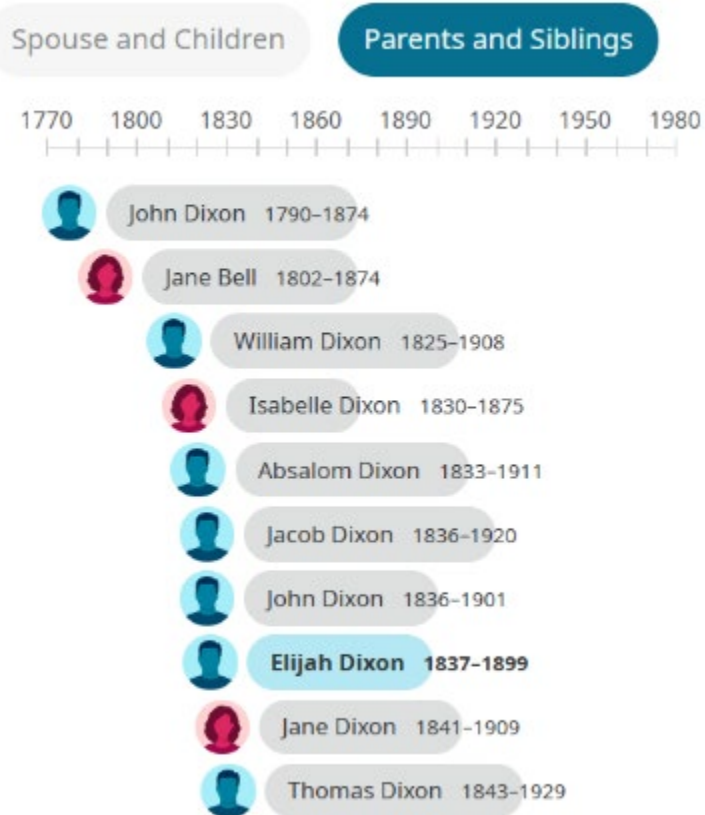 Spouse and Children Parents and Siblings
1770 1800 1830 1860 1890 1920 1950 1980
John Dixon 1790–1874
Jane Bell 1802–1874
William Dixon 1825–1908
Isabelle Dixon 1830–1875
Absalom Dixon 1833–1911
Jacob Dixon 1836–1920
John Dixon 1836–1901
Elijah Dixon 1837–1899
Jane Dixon 1841–1909
Thomas Dixon 1843–1929